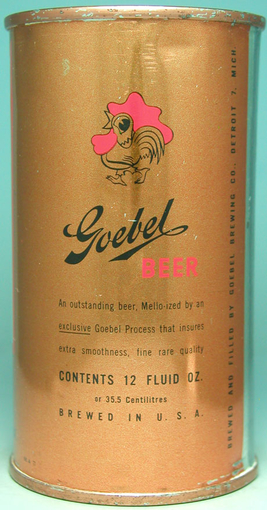 Goebel
BEER
An outstanding beer, Mello-ized by an
exclusive Goebel Process that insures
extra smoothness, fine rare quality
CONTENTS 12 FLUID OZ.
or 35.5 Centilitres
BREWED IN U.S.A.
BREWED AND FILLED BY GOEBEL BREWING CO., DETROIT 7, MICH.